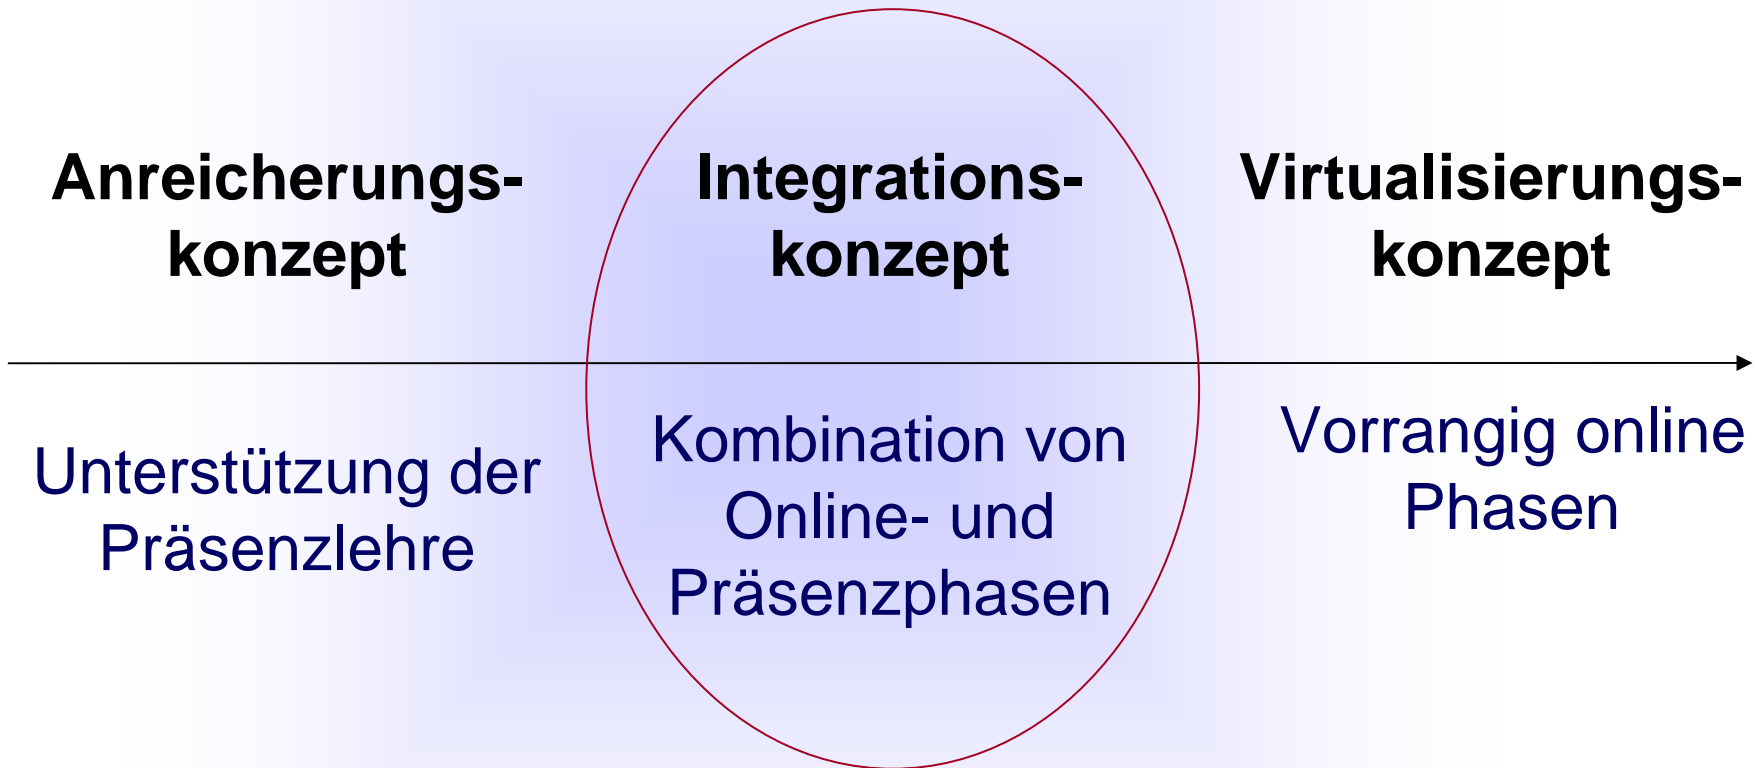 Anreicherungs-
konzept
Integrations-
konzept
Virtualisierungs-
konzept
Unterstützung der
Präsenzlehre
Kombination von
Online- und
Präsenzphasen
Vorrangig online
Phasen